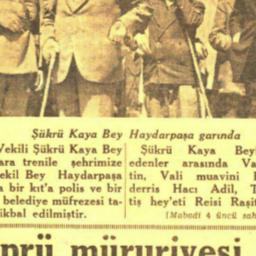 Şükrü Kaya Bey Haydarpaşa garında
Vekili Şükrü Kaya Bey
ara trenile şehrimize
ekil Bey Haydarpaşa
a bir kıt'a polis ve bir
belediye müfrezesi ta-
ikbal edilmiştir.
Şükrü Kaya Bey
edenler arasında Va
tin, Vali muavini
derris Hacı Adil, T
tiş hey'eti Reisi Raşit
[Mabadi 4 üncü sah
prü müruriyesi